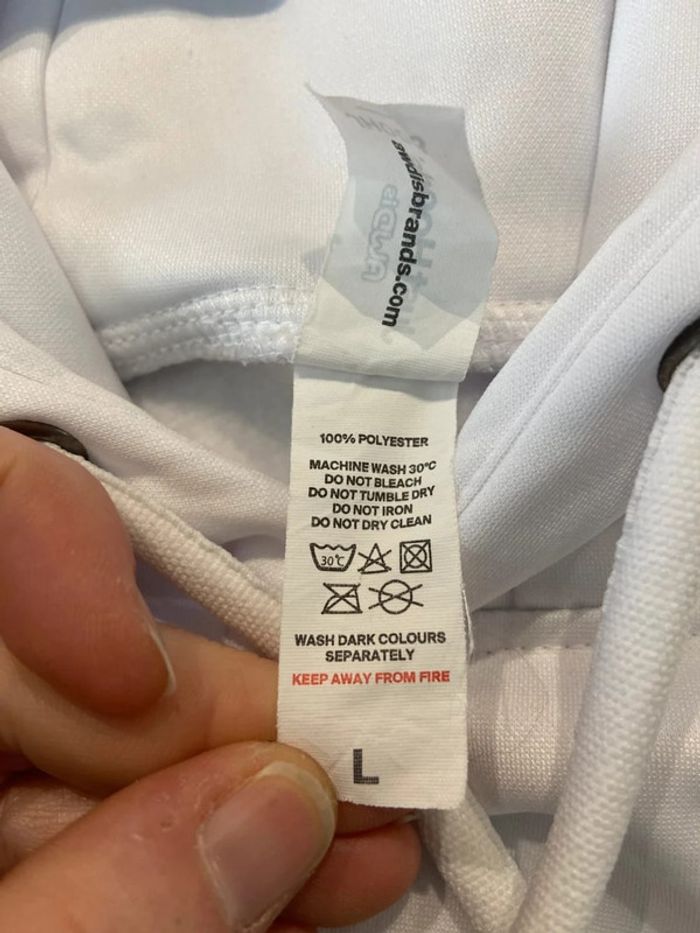 awdisbrands.com
100% POLYESTER
MACHINE WASH 30°C
DO NOT BLEACH
DO NOT TUMBLE DRY
DO NOT IRON
DO NOT DRY CLEAN
30°C
WASH DARK COLOURS
SEPARATELY
KEEP AWAY FROM FIRE
L